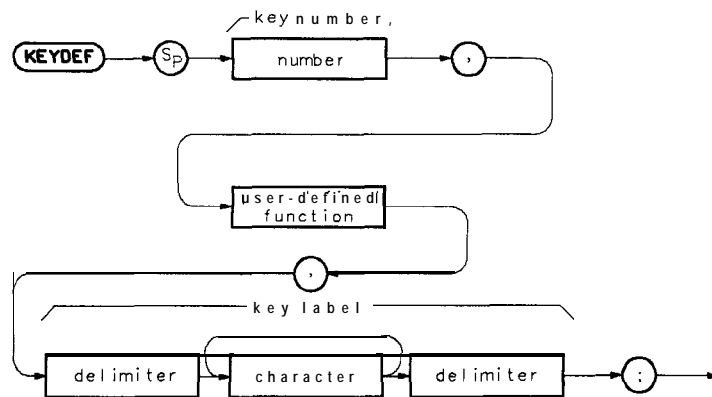 key number,
KEYDEF SP number ,
user-defined
function
,
key label
delimiter character delimiter ;